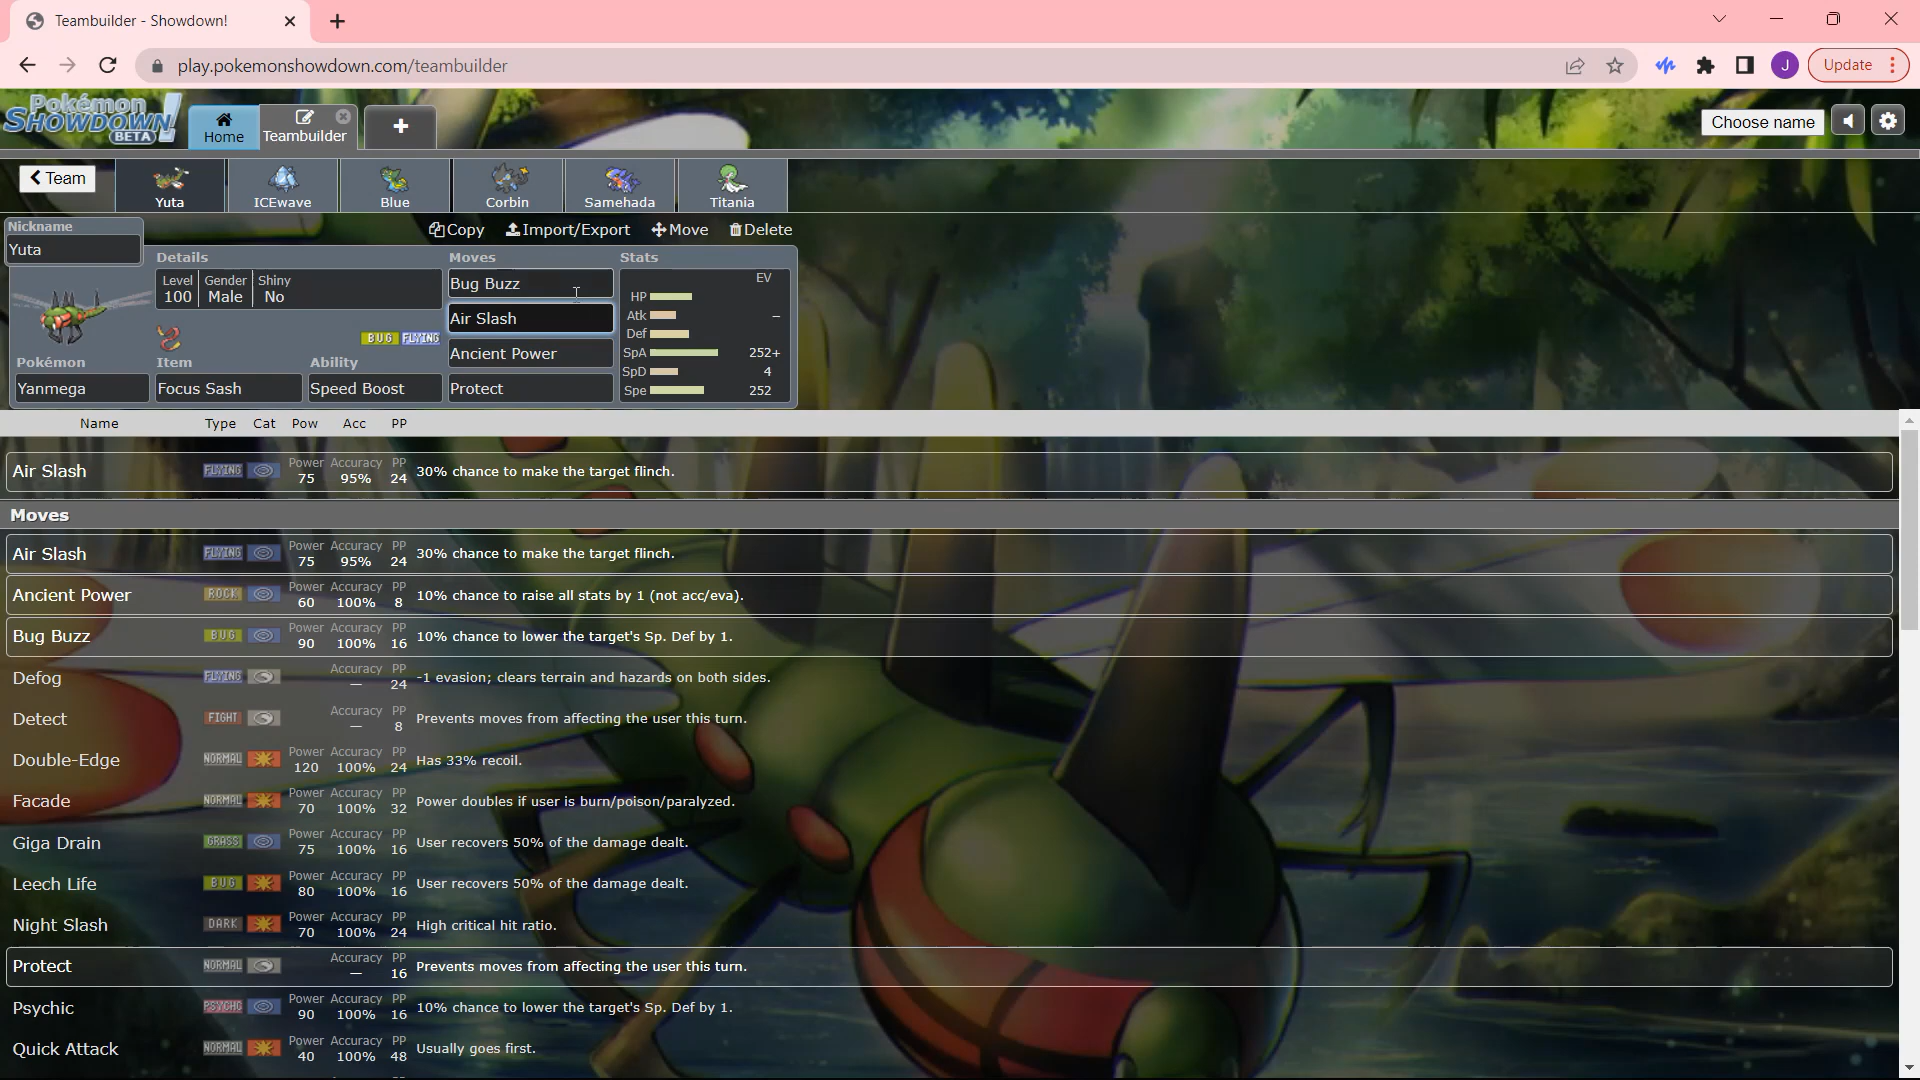 Teambuilder - Showdown!
play.pokemonshowdown.com/teambuilder
J
Update
Pokémon
SHOWDOWN!
BETA
Home
Teambuilder
Choose name
Team
Yuta
ICEwave
Blue
Corbin
Samehada
Titania
Copy
Import/Export
Move
Delete
Nickname
Yuta
Details
Level
100
Gender
Male
Shiny
No
BUG FLYING
Pokémon
Yanmega
Item
Focus Sash
Ability
Speed Boost
Moves
Bug Buzz
Air Slash
Ancient Power
Protect
Stats
EV
HP
Atk –
Def
SpA 252+
SpD 4
Spe 252
Name Type Cat Pow Acc PP
Air Slash FLYING Power 75 Accuracy 95% PP 24 30% chance to make the target flinch.
Moves
Air Slash FLYING Power 75 Accuracy 95% PP 24 30% chance to make the target flinch.
Ancient Power ROCK Power 60 Accuracy 100% PP 8 10% chance to raise all stats by 1 (not acc/eva).
Bug Buzz BUG Power 90 Accuracy 100% PP 16 10% chance to lower the target's Sp. Def by 1.
Defog FLYING Accuracy — PP 24 -1 evasion; clears terrain and hazards on both sides.
Detect FIGHT Accuracy — PP 8 Prevents moves from affecting the user this turn.
Double-Edge NORMAL Power 120 Accuracy 100% PP 24 Has 33% recoil.
Facade NORMAL Power 70 Accuracy 100% PP 32 Power doubles if user is burn/poison/paralyzed.
Giga Drain GRASS Power 75 Accuracy 100% PP 16 User recovers 50% of the damage dealt.
Leech Life BUG Power 80 Accuracy 100% PP 16 User recovers 50% of the damage dealt.
Night Slash DARK Power 70 Accuracy 100% PP 24 High critical hit ratio.
Protect NORMAL Accuracy — PP 16 Prevents moves from affecting the user this turn.
Psychic PSYCHC Power 90 Accuracy 100% PP 16 10% chance to lower the target's Sp. Def by 1.
Quick Attack NORMAL Power 40 Accuracy 100% PP 48 Usually goes first.